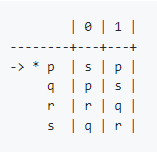 | 0 | 1 |
--------+---+---+
-> * p | s | p |
q | p | s |
r | r | q |
s | q | r |